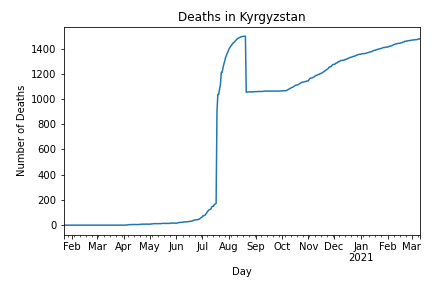 Deaths in Kyrgyzstan
Number of Deaths
1400
1200
1000
800
600
400
200
0
Feb Mar Apr May Jun Jul Aug Sep Oct Nov Dec Jan Feb Mar
2021
Day